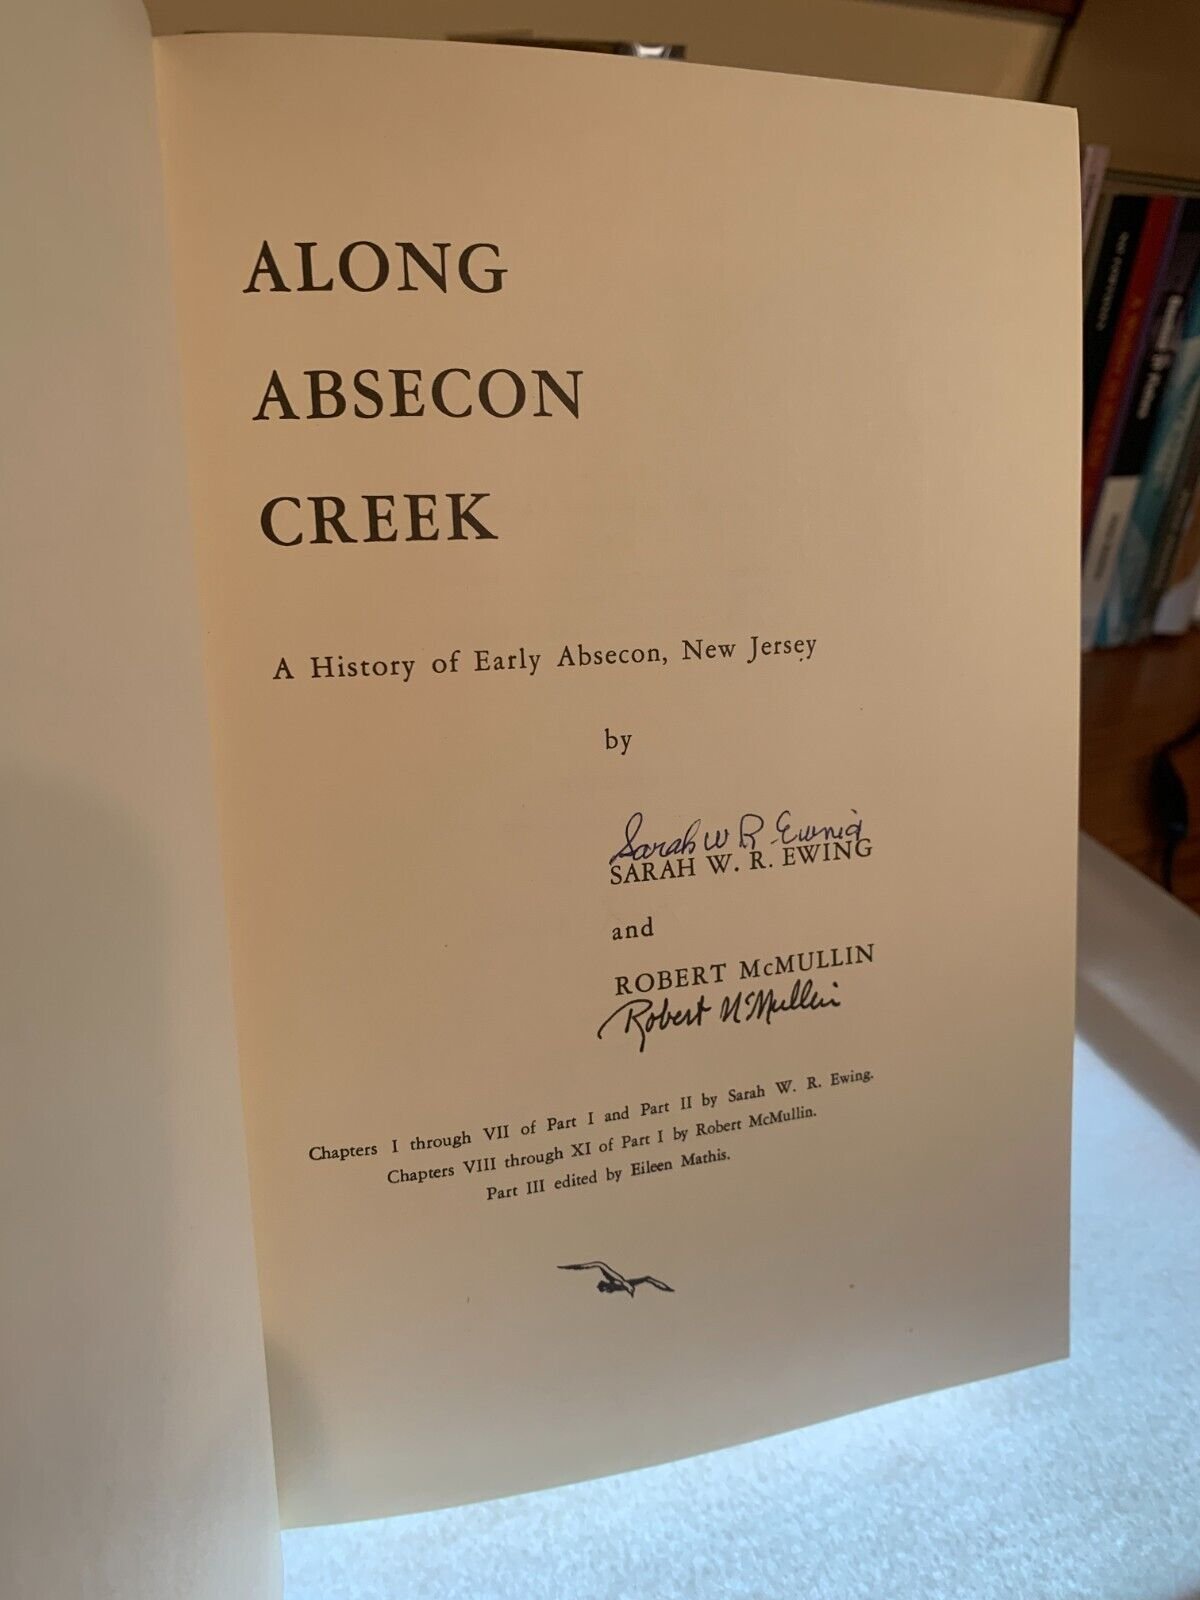 ALONG
ABSECON
CREEK
A History of Early Absecon, New Jersey
by
Sarah W R Ewing
SARAH W. R. EWING
and
ROBERT McMULLIN
Robert McMullin
Chapters I through VII of Part I and Part II by Sarah W. R. Ewing.
Chapters VIII through XI of Part I by Robert McMullin.
Part III edited by Eileen Mathis.